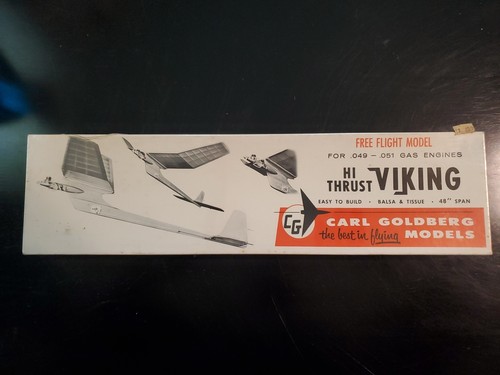 FREE FLIGHT MODEL
FOR .049 – .051 GAS ENGINES
HI THRUST VIKING
EASY TO BUILD · BALSA & TISSUE · 48" SPAN
CG
CARL GOLDBERG
the best in flying MODELS